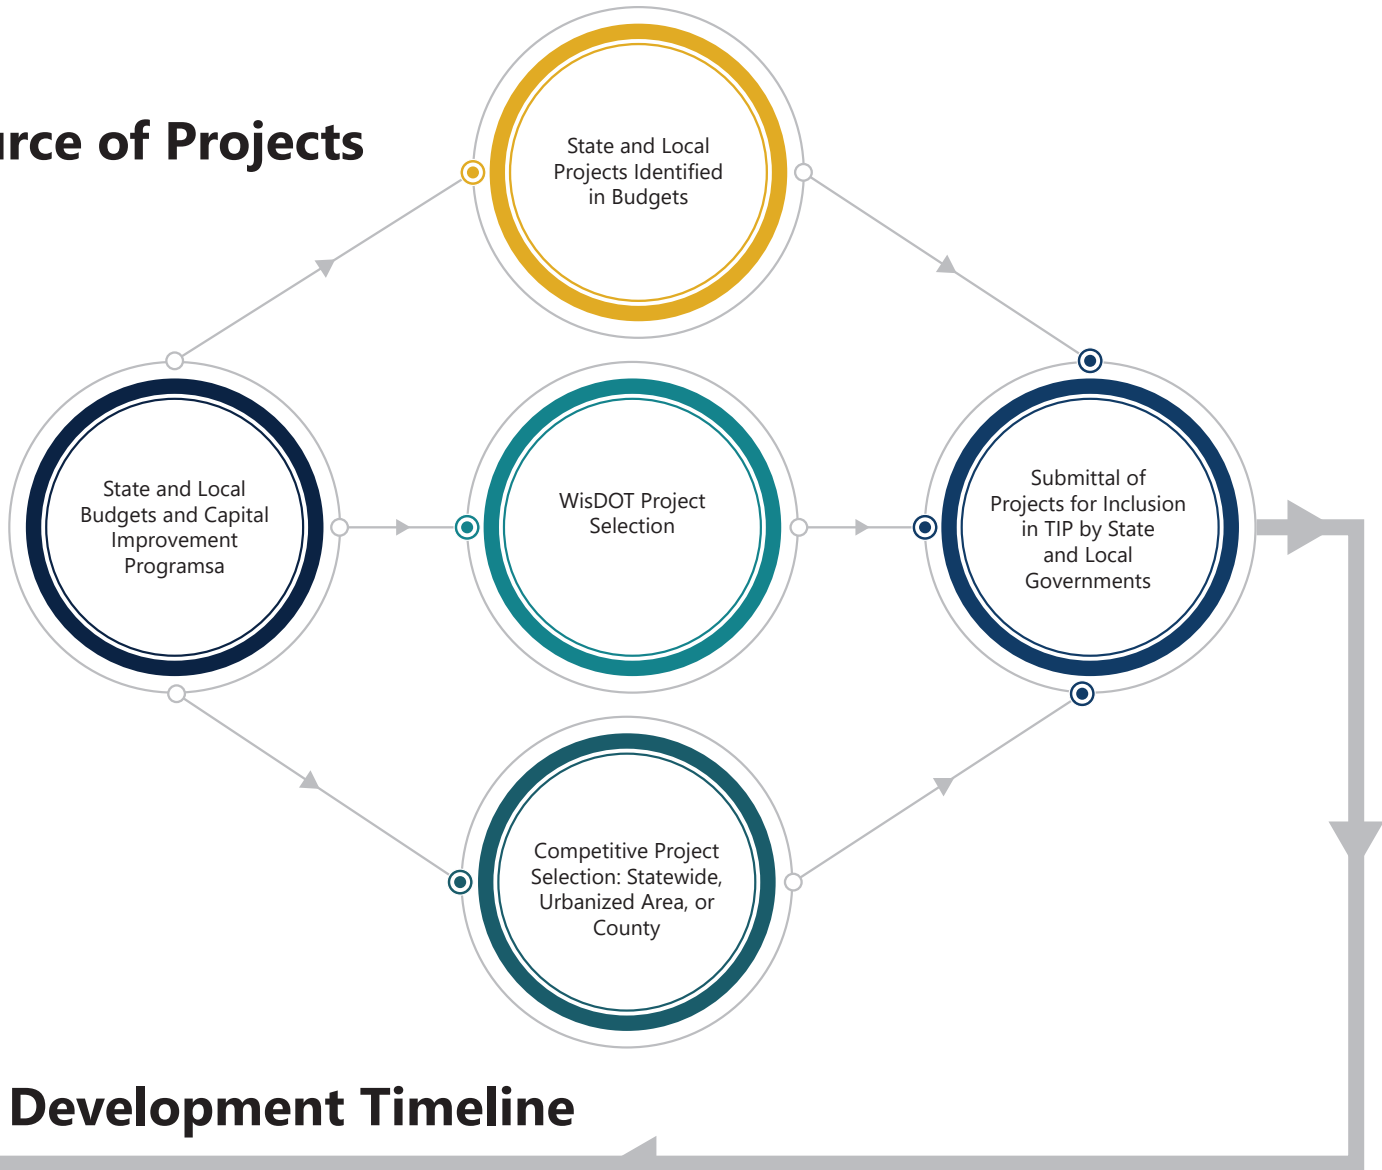 urce of Projects
State and Local
Projects Identified
in Budgets
State and Local
Budgets and Capital
Improvement
Programsa
WisDOT Project
Selection
Submittal of
Projects for Inclusion
in TIP by State
and Local
Governments
Competitive Project
Selection: Statewide,
Urbanized Area, or
County
Development Timeline